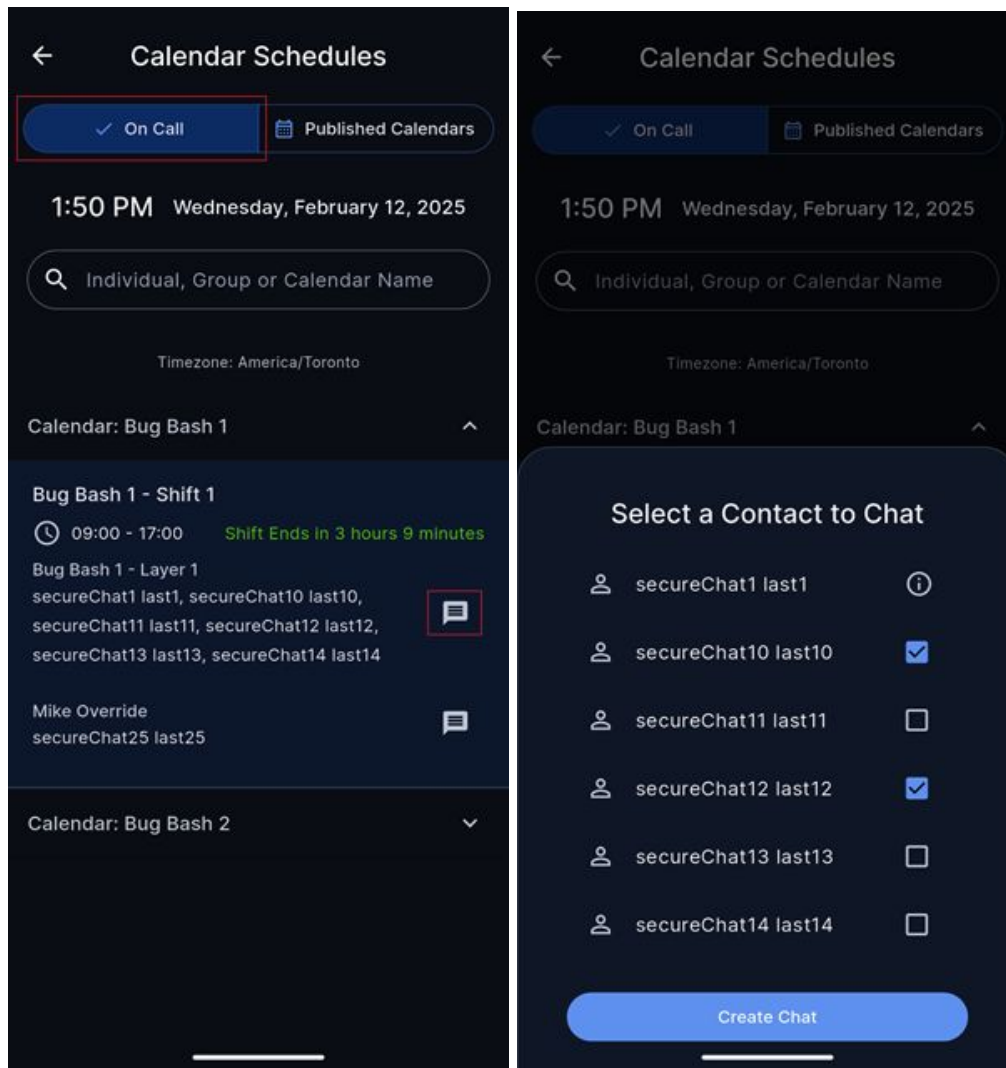 Calendar Schedules
On Call
Published Calendars
1:50 PM Wednesday, February 12, 2025
Individual, Group or Calendar Name
Timezone: America/Toronto
Calendar: Bug Bash 1
Bug Bash 1 - Shift 1
09:00 - 17:00 Shift Ends in 3 hours 9 minutes
Bug Bash 1 - Layer 1
secureChat1 last1, secureChat10 last10,
secureChat11 last11, secureChat12 last12,
secureChat13 last13, secureChat14 last14
Mike Override
secureChat25 last25
Calendar: Bug Bash 2
Calendar Schedules
On Call
Published Calendars
1:50 PM Wednesday, February 12, 2025
Individual, Group or Calendar Name
Timezone: America/Toronto
Calendar: Bug Bash 1
Select a Contact to Chat
secureChat1 last1
secureChat10 last10
secureChat11 last11
secureChat12 last12
secureChat13 last13
secureChat14 last14
Create Chat